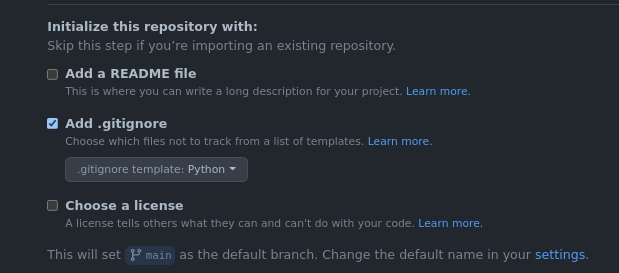 Initialize this repository with:
Skip this step if you're importing an existing repository.
Add a README file
This is where you can write a long description for your project. Learn more.
Add .gitignore
Choose which files not to track from a list of templates. Learn more.
.gitignore template: Python
Choose a license
A license tells others what they can and can't do with your code. Learn more.
This will set main as the default branch. Change the default name in your settings.